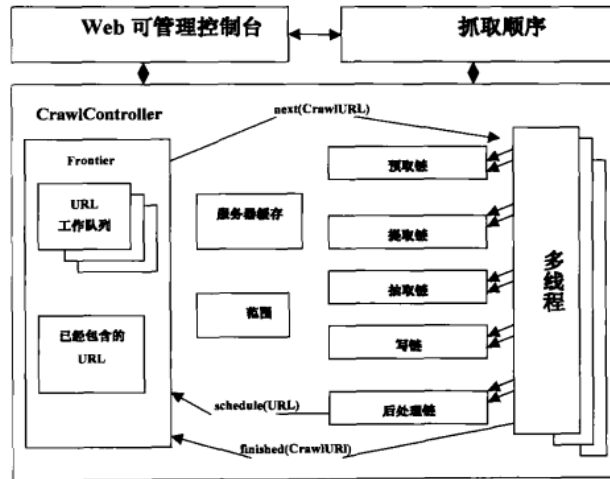 Web 可管理控制台
抓取顺序
CrawlController
next(CrawlURL)
Frontier
URL
工作队列
已经包含的
URL
服务器缓存
范围
预取链
提取链
抽取链
写链
后处理链
多线程
schedule(URL)
finished(CrawlURI)